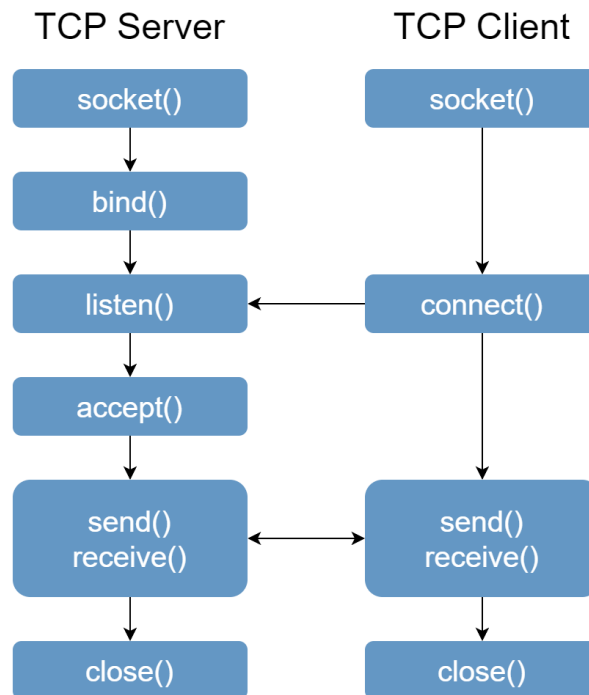 TCP Server
TCP Client
socket()
socket()
bind()
listen()
connect()
accept()
send()
receive()
send()
receive()
close()
close()